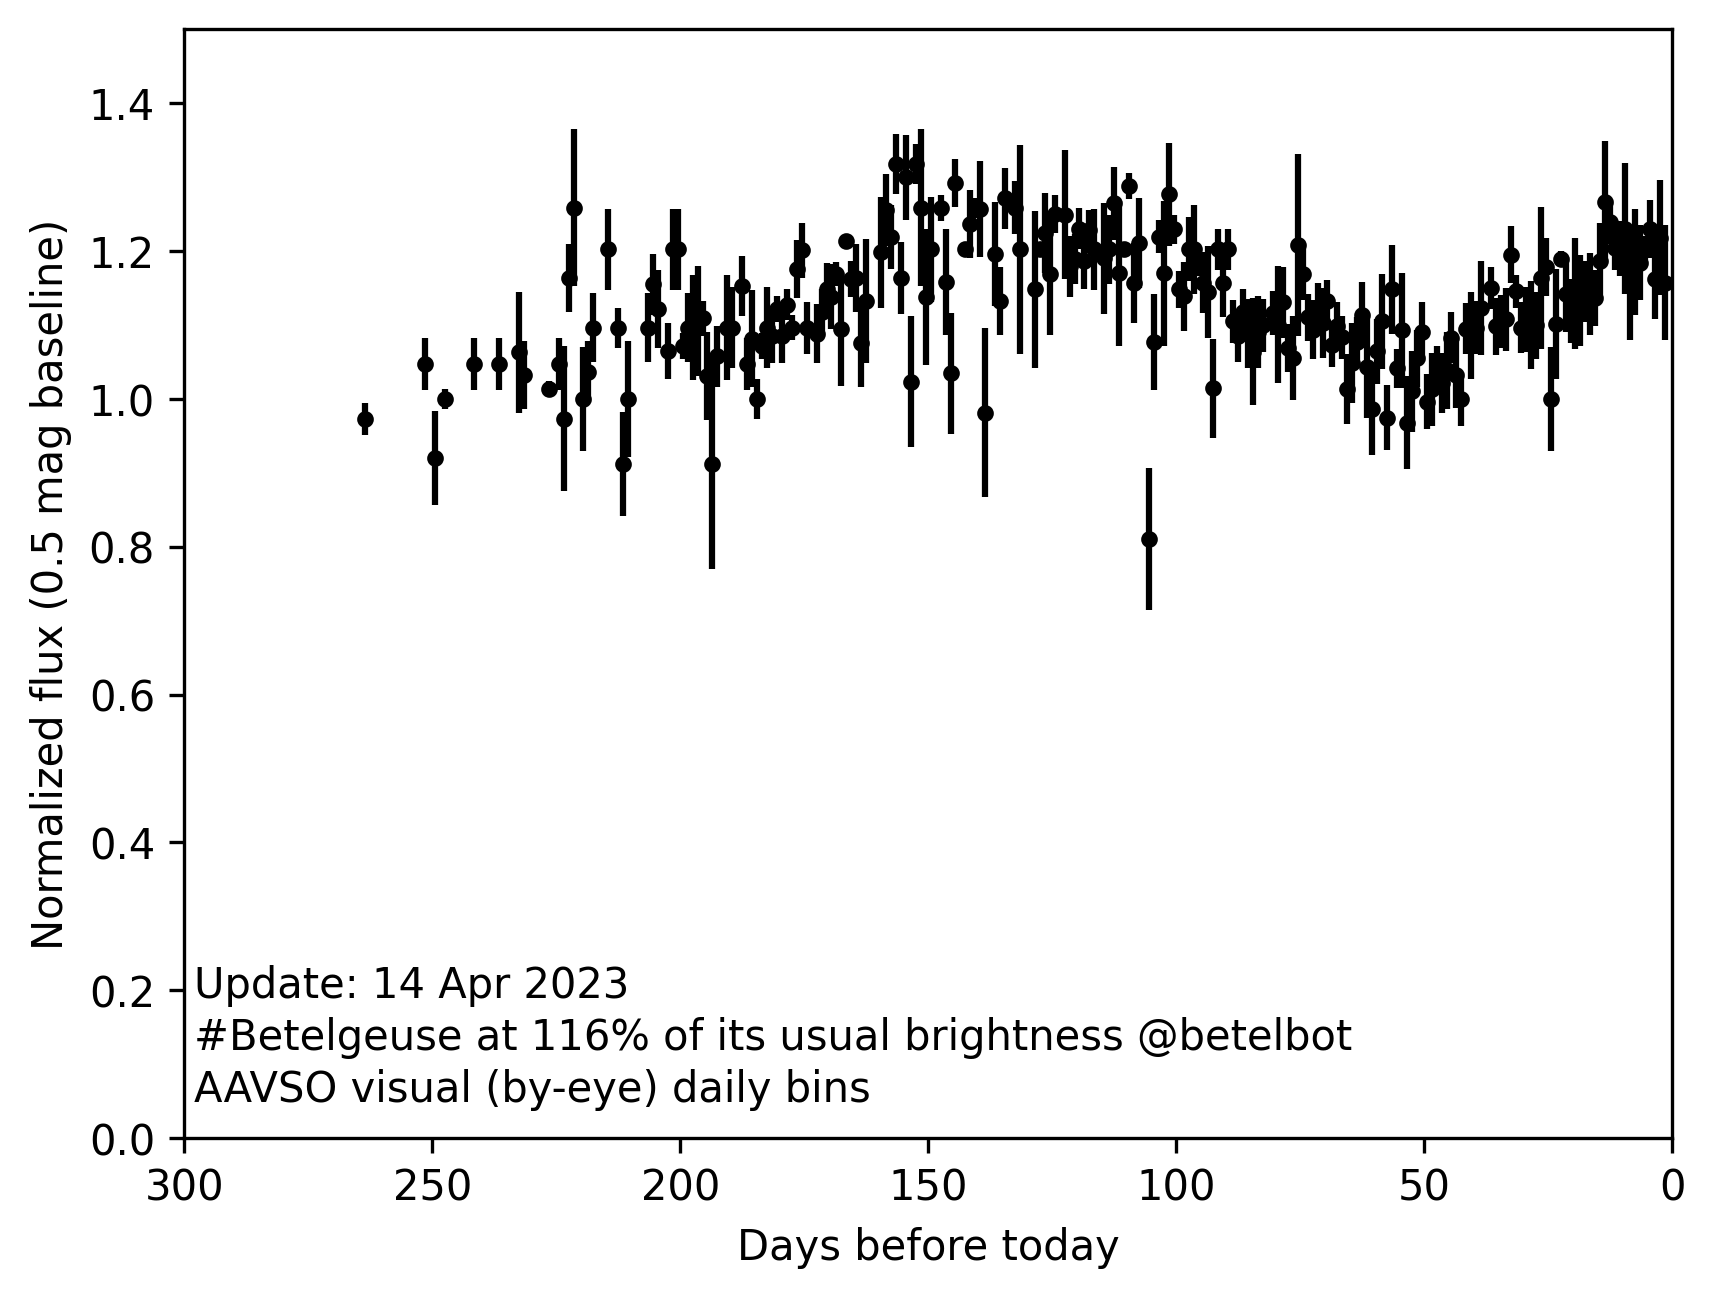 Normalized flux (0.5 mag baseline)
1.4
1.2
1.0
0.8
0.6
0.4
0.2
0.0
Update: 14 Apr 2023
#Betelgeuse at 116% of its usual brightness @betelbot
AAVSO visual (by-eye) daily bins
300 250 200 150 100 50 0
Days before today